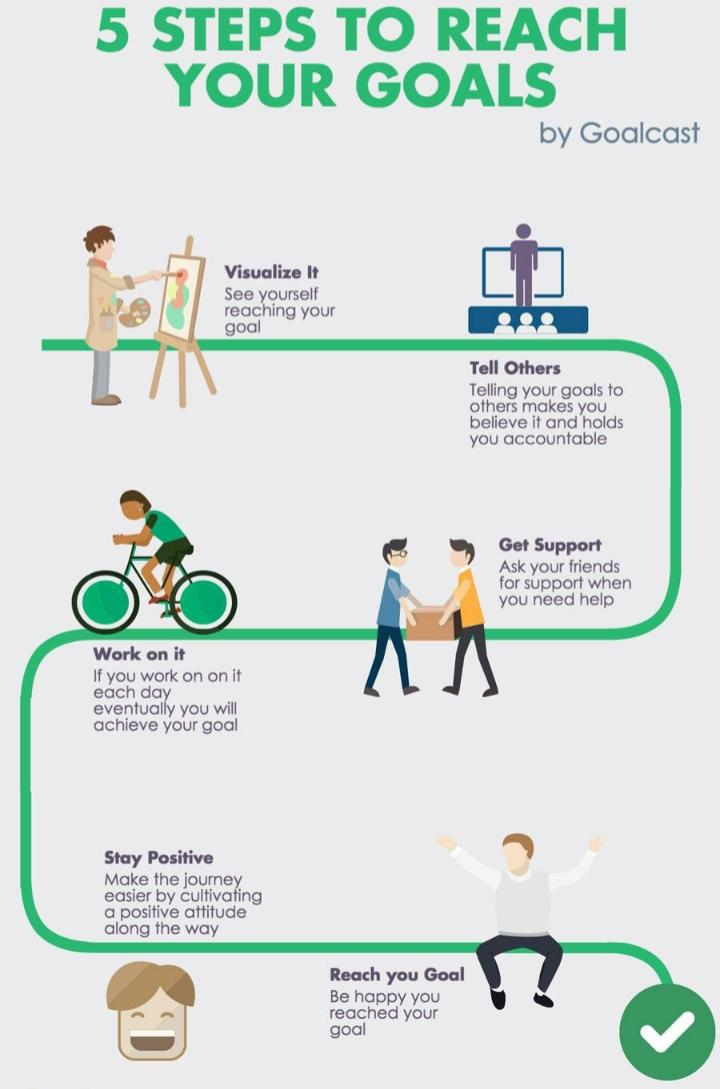 5 STEPS TO REACH
YOUR GOALS
by Goalcast
Visualize It
See yourself
reaching your
goal
Tell Others
Telling your goals to
others makes you
believe it and holds
you accountable
Get Support
Ask your friends
for support when
you need help
Work on it
If you work on on it
each day
eventually you will
achieve your goal
Stay Positive
Make the journey
easier by cultivating
a positive attitude
along the way
Reach you Goal
Be happy you
reached your
goal